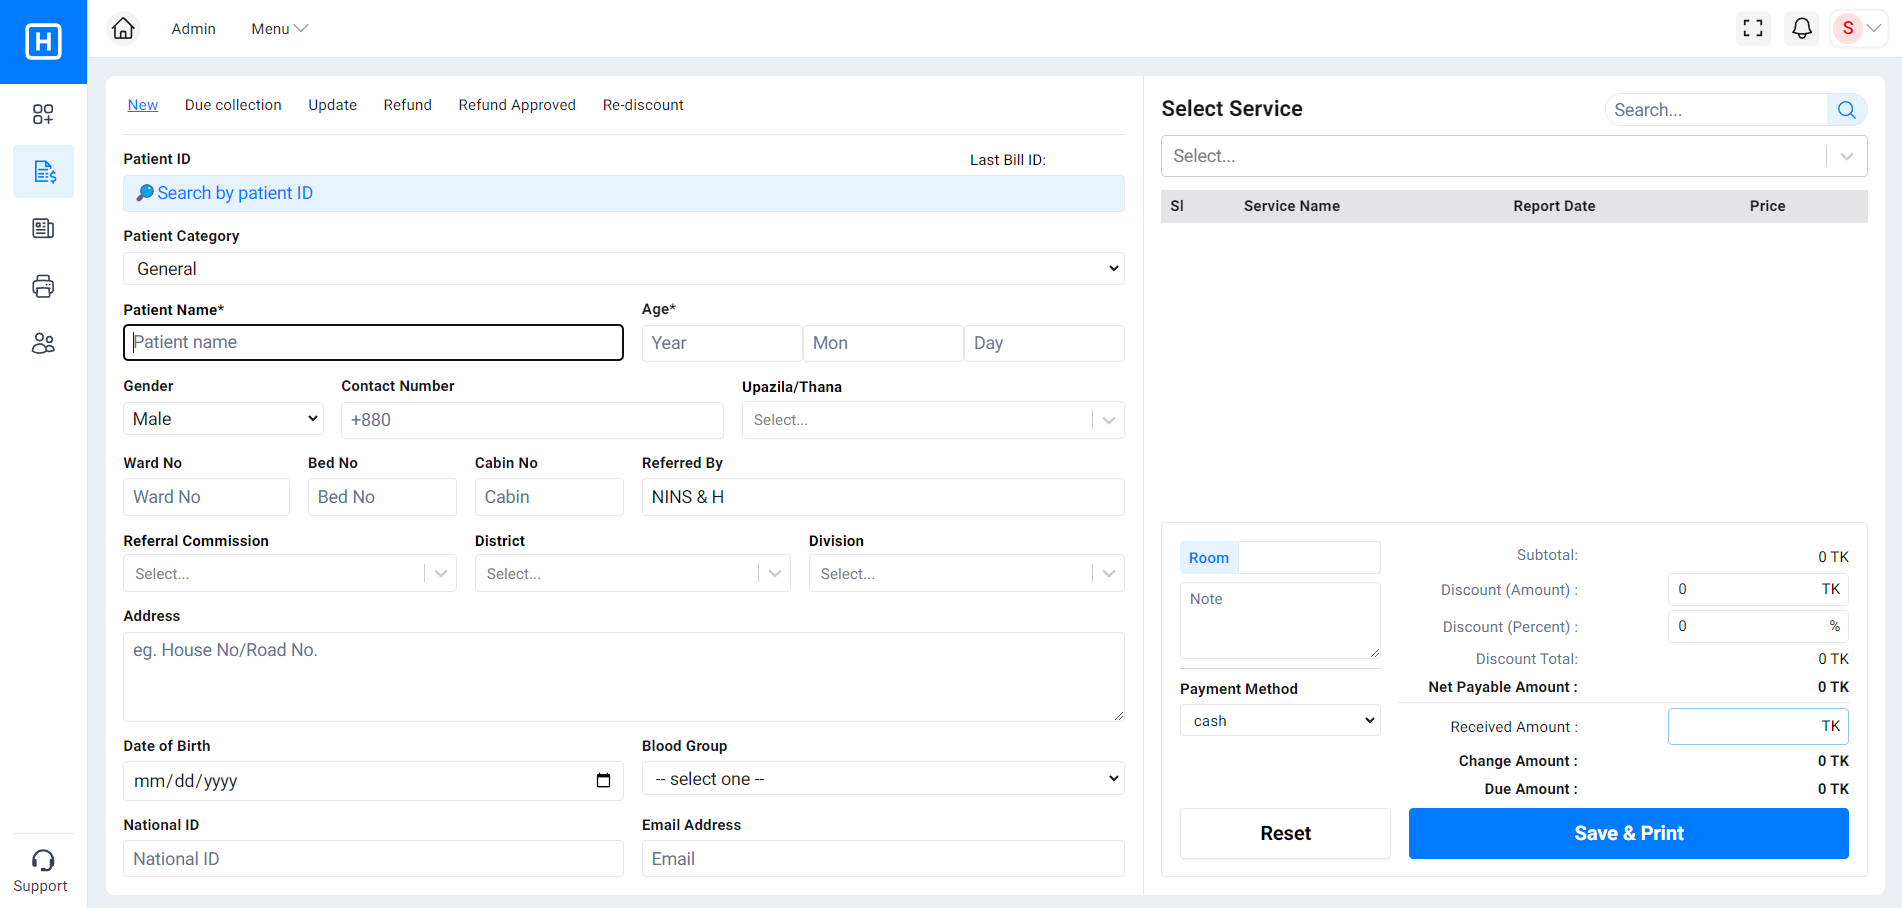 H
Admin
Menu
S
New
Due collection
Update
Refund
Refund Approved
Re-discount
Patient ID
Last Bill ID:
Search by patient ID
Patient Category
General
Patient Name*
Age*
Patient name
Year
Mon
Day
Gender
Contact Number
Upazila/Thana
Male
+880
Select...
Ward No
Bed No
Cabin No
Referred By
Ward No
Bed No
Cabin
NINS & H
Referral Commission
District
Division
Select...
Select...
Select...
Address
eg. House No/Road No.
Date of Birth
Blood Group
mm/dd/yyyy
-- select one --
National ID
Email Address
National ID
Email
Support
Select Service
Search...
Select...
Sl
Service Name
Report Date
Price
Room
Note
Payment Method
cash
Subtotal:
0 TK
Discount (Amount) :
0
TK
Discount (Percent) :
0
%
Discount Total:
0 TK
Net Payable Amount :
0 TK
Received Amount :
TK
Change Amount :
0 TK
Due Amount :
0 TK
Reset
Save & Print